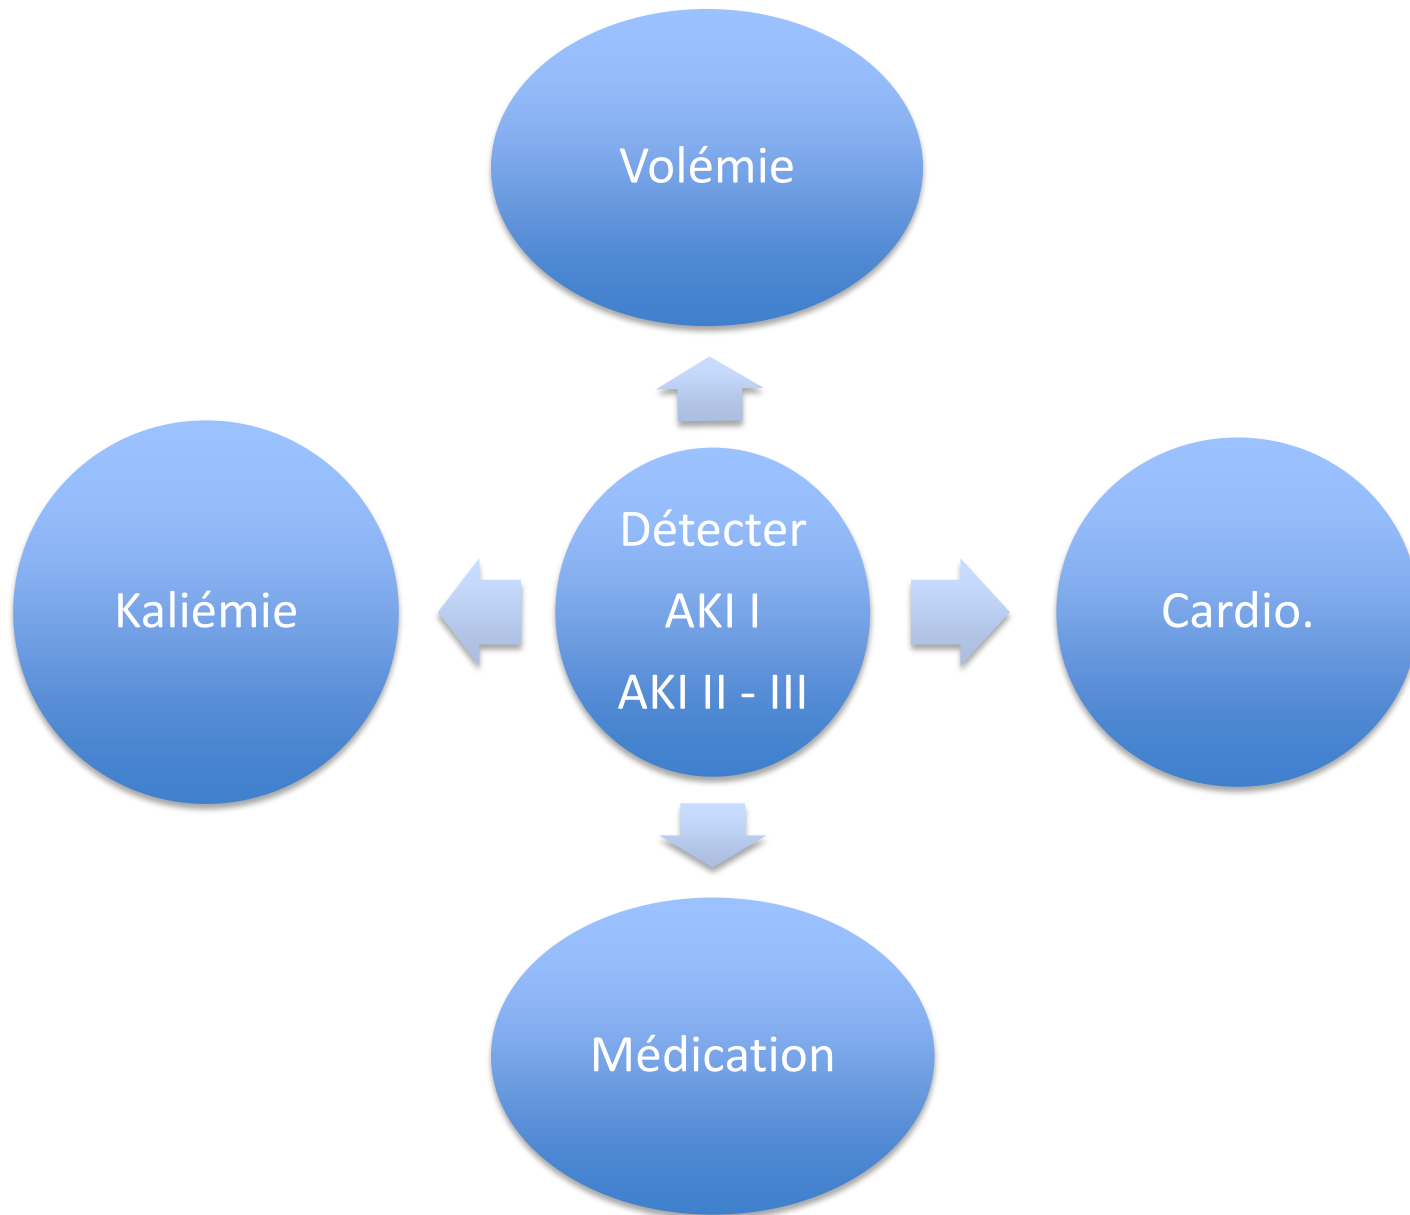 Volémie
Kaliémie
Détecter
AKI I
AKI II - III
Cardio.
Médication